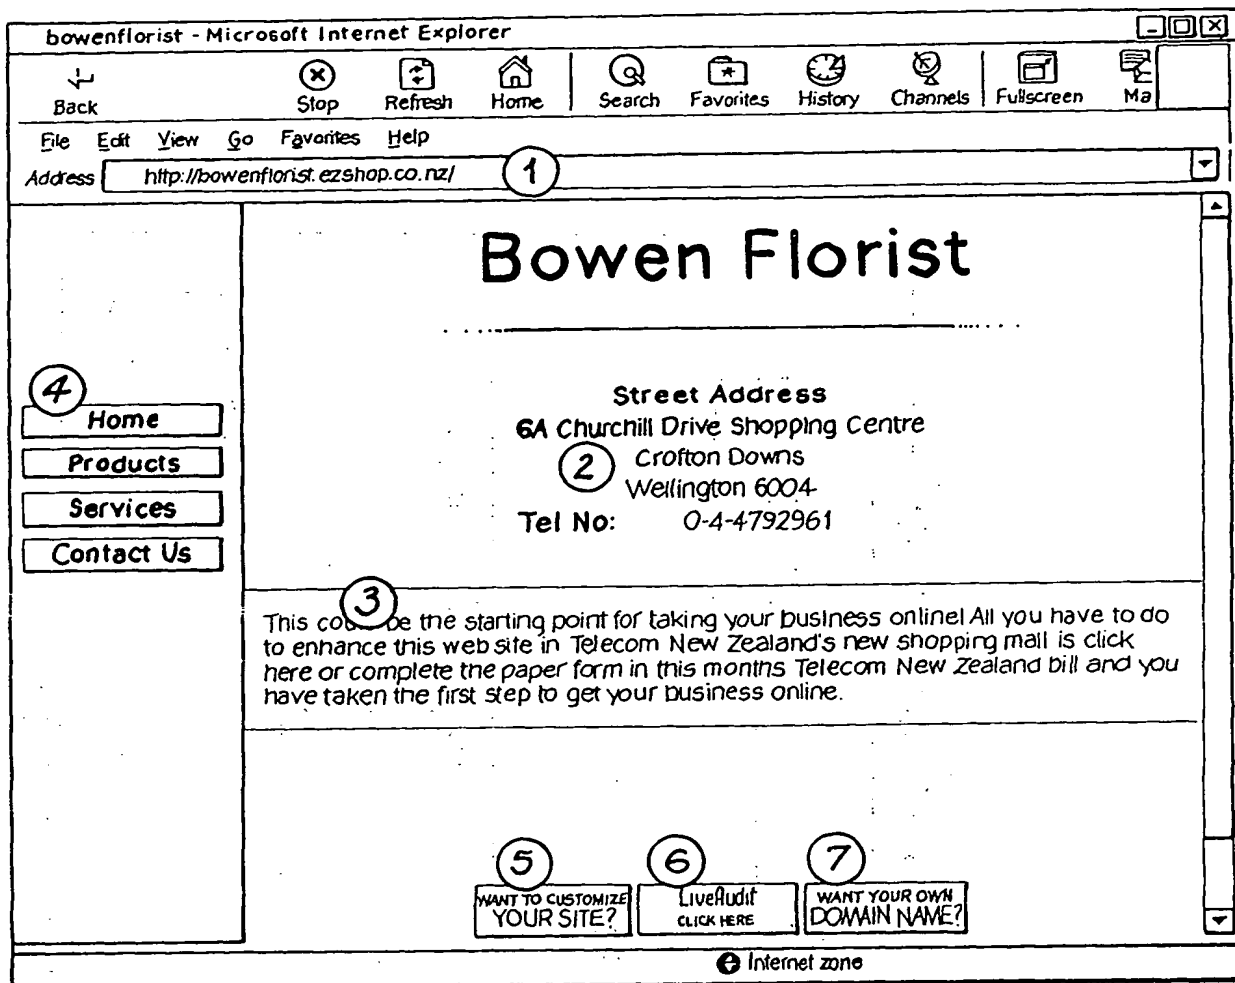 bowenflorist - Microsoft Internet Explorer
Back Stop Refresh Home Search Favorites History Channels Fullscreen Ma
File Edit View Go Favorites Help
Address http://bowenflorist.ezshop.co.nz/ 1
Bowen Florist
4
Home
Products
Services
Contact Us
Street Address
6A Churchill Drive Shopping Centre
2 Crofton Downs
Wellington 6004
Tel No: 0-4-4792961
3
This be the starting point for taking your business online! All you have to do
to enhance this web site in Telecom New Zealand's new shopping mall is click
here or complete the paper form in this months Telecom New Zealand bill and you
have taken the first step to get your business online.
5
WANT TO CUSTOMIZE
YOUR SITE?
6
LiveAudit
CLICK HERE
7
WANT YOUR OWN
DOMAIN NAME?
Internet zone